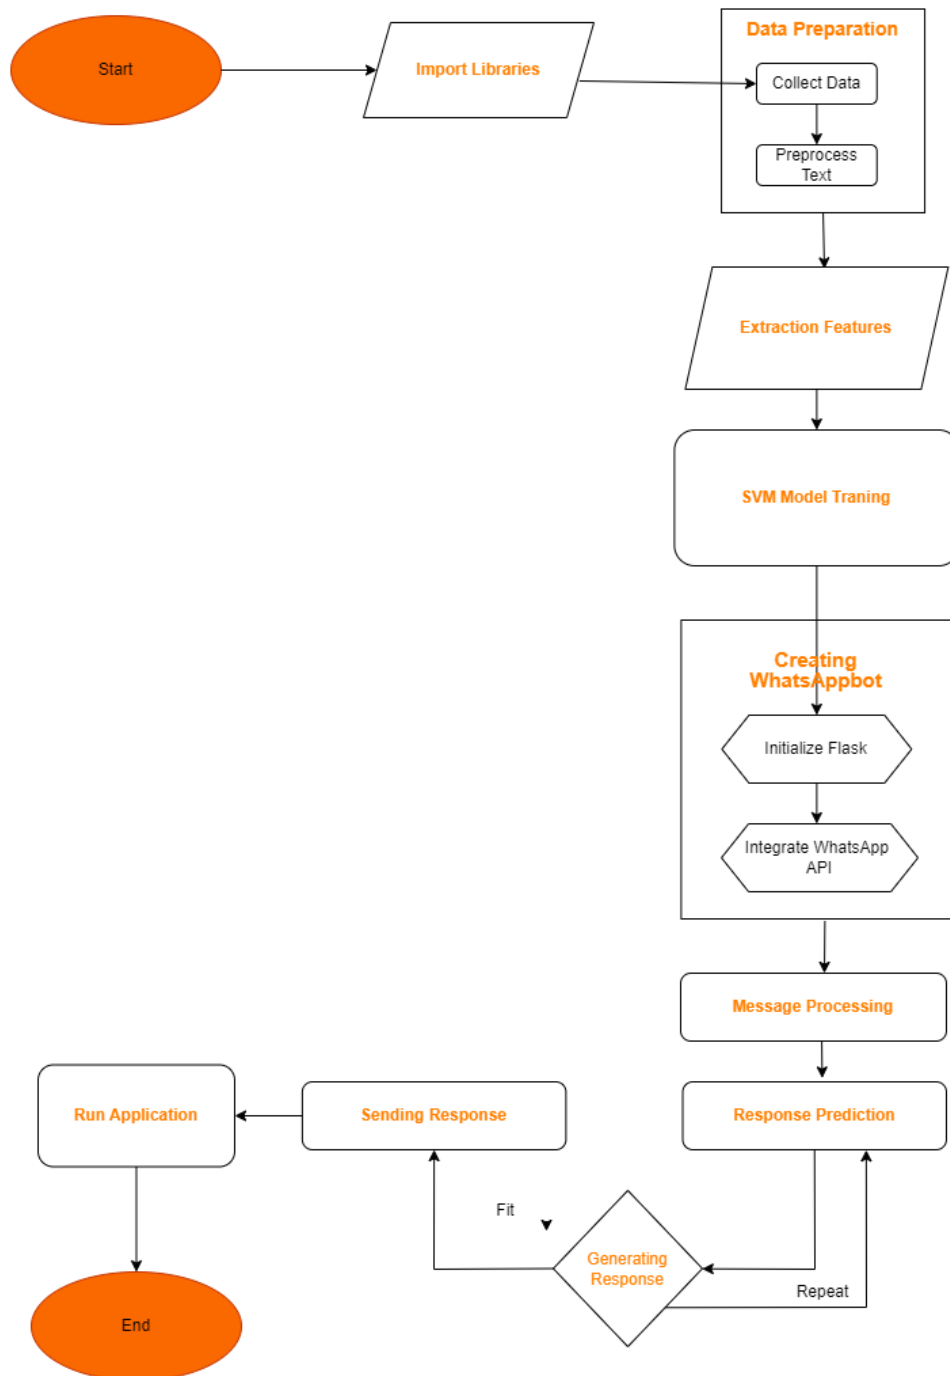 Start
Import Libraries
Data Preparation
Collect Data
Preprocess
Text
Extraction Features
SVM Model Traning
Creating
WhatsAppbot
Initialize Flask
Integrate WhatsApp
API
Message Processing
Response Prediction
Sending Response
Run Application
Fit
Generating
Response
Repeat
End